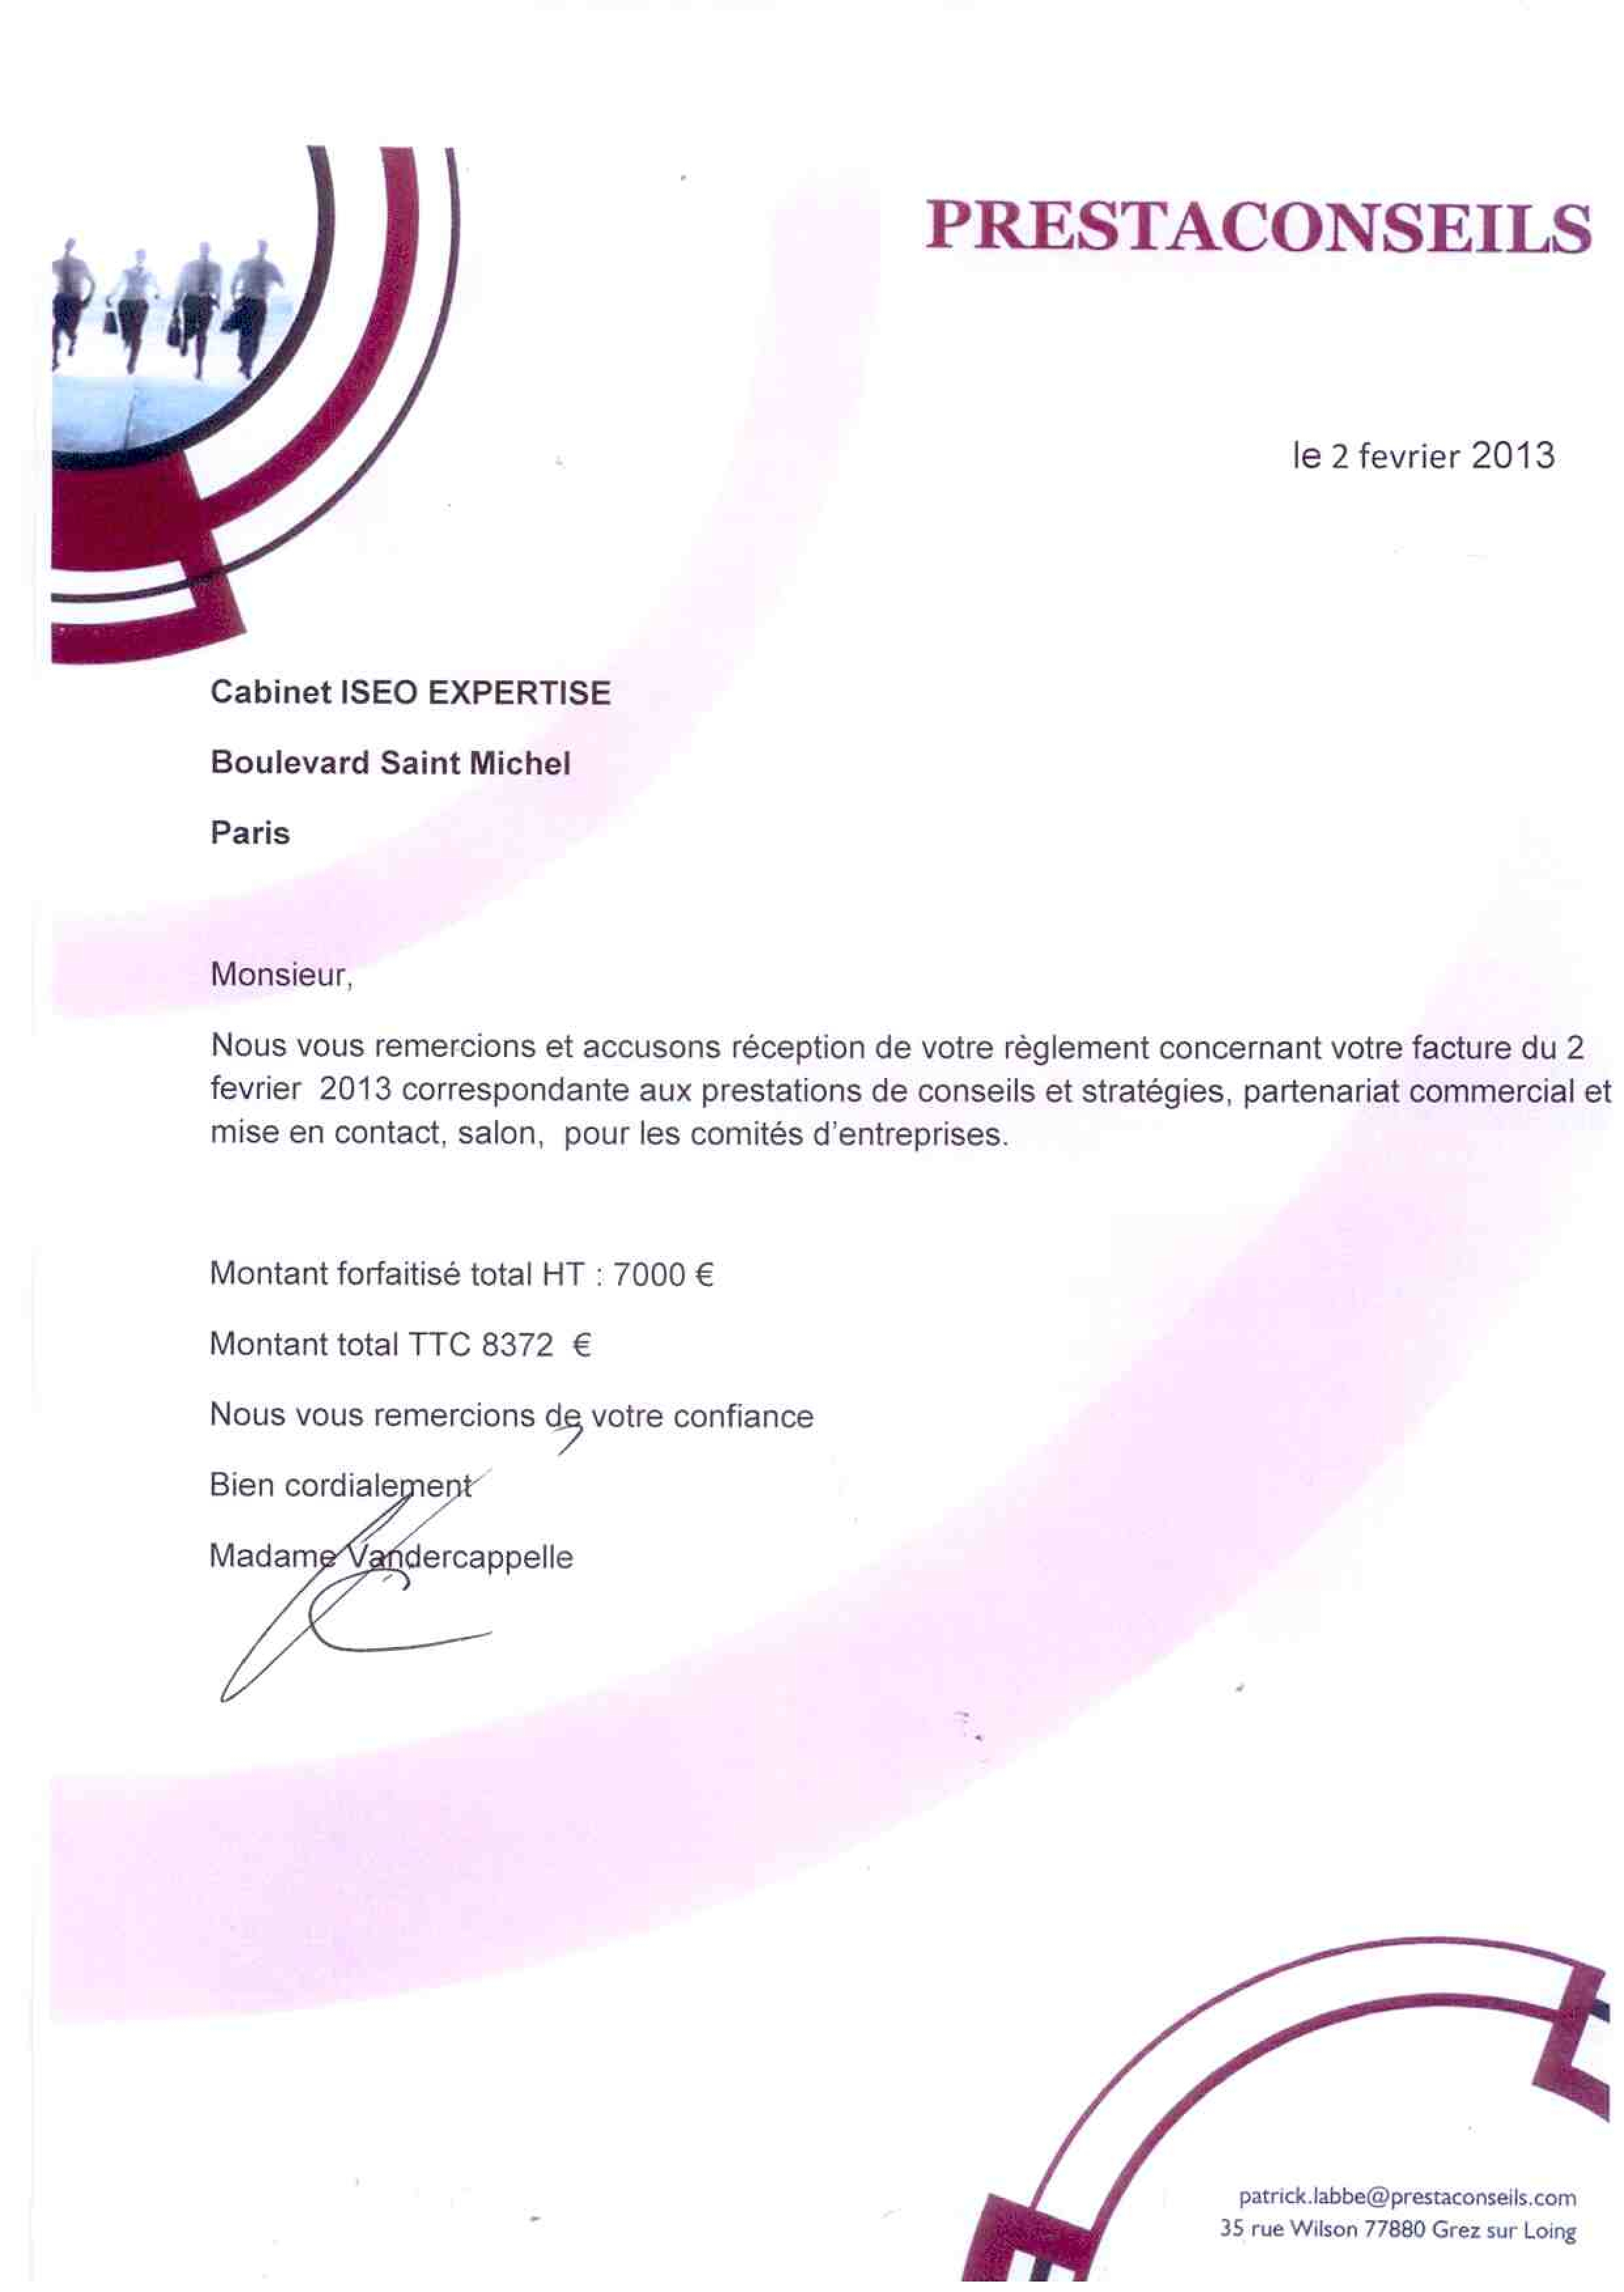 PRESTACONSEILS
le 2 fevrier 2013
Cabinet ISEO EXPERTISE
Boulevard Saint Michel
Paris
Monsieur,
Nous vous remercions et accusons réception de votre règlement concernant votre facture du 2
fevrier 2013 correspondante aux prestations de conseils et stratégies, partenariat commercial et
mise en contact, salon, pour les comités d'entreprises.
Montant forfaitisé total HT : 7000 €
Montant total TTC 8372 €
Nous vous remercions de votre confiance
Bien cordialement
Madame Vandercappelle
patrick.labbe@prestaconseils.com
35 rue Wilson 77880 Grez sur Loing